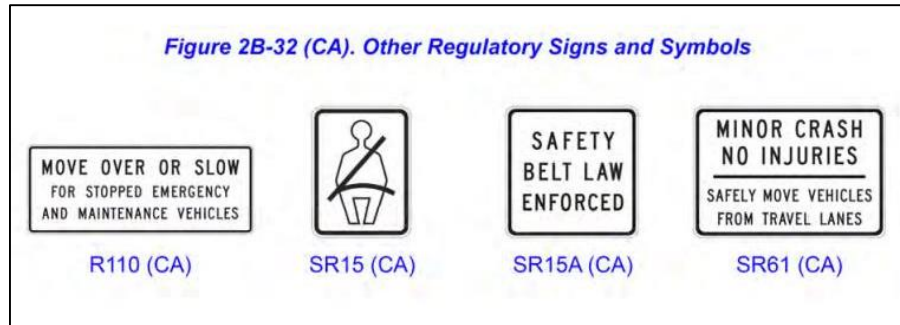 Figure 2B-32 (CA). Other Regulatory Signs and Symbols
MOVE OVER OR SLOW
FOR STOPPED EMERGENCY
AND MAINTENANCE VEHICLES
R110 (CA)
SR15 (CA)
SAFETY
BELT LAW
ENFORCED
SR15A (CA)
MINOR CRASH
NO INJURIES
SAFELY MOVE VEHICLES
FROM TRAVEL LANES
SR61 (CA)